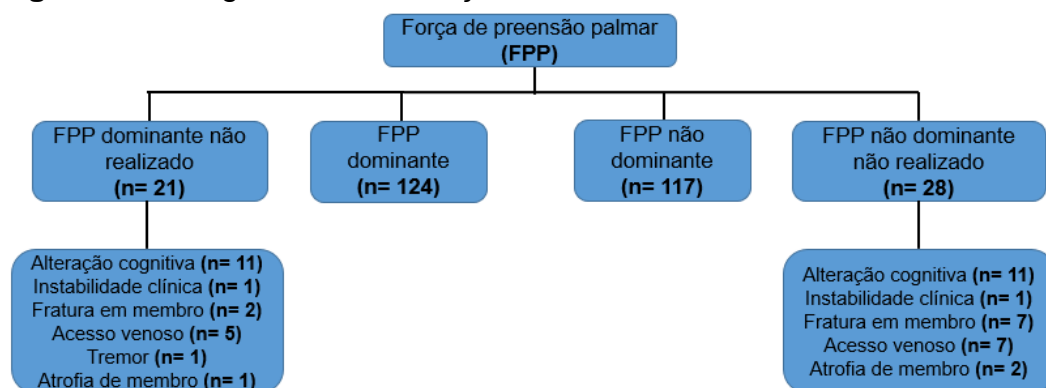 Força de preensão palmar
(FPP)
FPP dominante não
realizado
(n= 21)
FPP
dominante
(n= 124)
FPP não
dominante
(n= 117)
FPP não dominante
não realizado
(n= 28)
Alteração cognitiva (n= 11)
Instabilidade clínica (n= 1)
Fratura em membro (n= 2)
Acesso venoso (n= 5)
Tremor (n= 1)
Atrofia de membro (n= 1)
Alteração cognitiva (n= 11)
Instabilidade clínica (n= 1)
Fratura em membro (n= 7)
Acesso venoso (n= 7)
Atrofia de membro (n= 2)